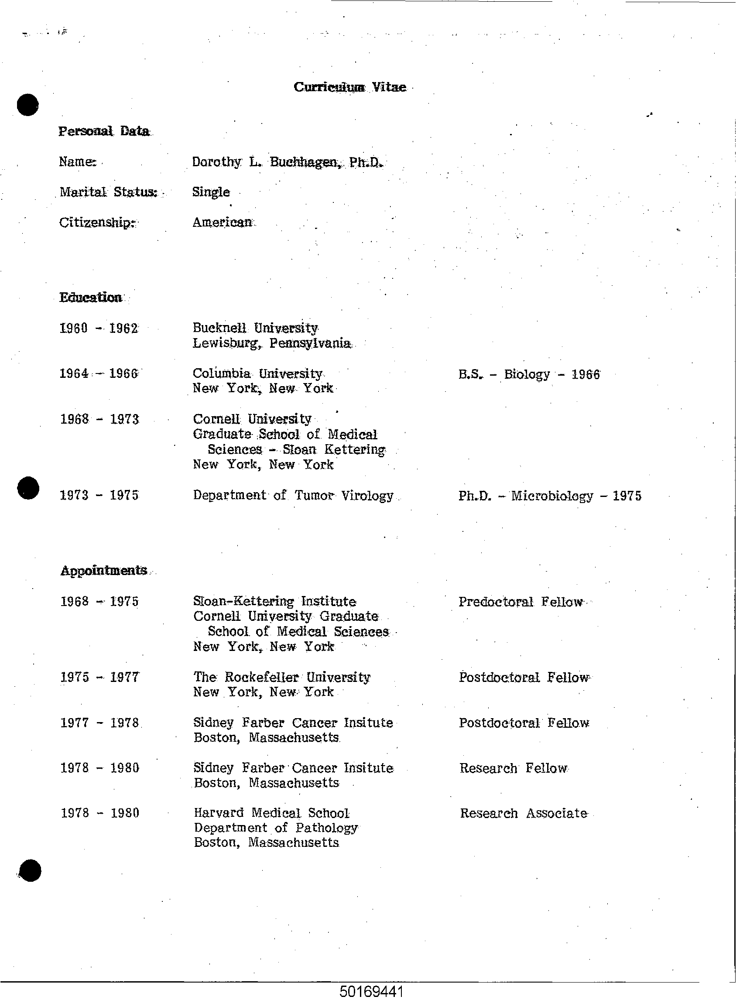 Curriculum Vitae
Personal Data
Name: Dorothy L. Buchhagen, Ph.D.
Marital Status: Single
Citizenship: American
Education
1960 - 1962 Bucknell University
Lewisburg, Pennsylvania
1964 - 1966 Columbia University B.S. - Biology - 1966
New York, New York
1968 - 1973 Cornell University
Graduate School of Medical
Sciences - Sloan Kettering
New York, New York
1973 - 1975 Department of Tumor Virology Ph.D. - Microbiology - 1975
Appointments
1968 - 1975 Sloan-Kettering Institute Predoctoral Fellow
Cornell University Graduate
School of Medical Sciences
New York, New York
1975 - 1977 The Rockefeller University Postdoctoral Fellow
New York, New York
1977 - 1978 Sidney Farber Cancer Insitute Postdoctoral Fellow
Boston, Massachusetts
1978 - 1980 Sidney Farber Cancer Insitute Research Fellow
Boston, Massachusetts
1978 - 1980 Harvard Medical School Research Associate
Department of Pathology
Boston, Massachusetts
50169441